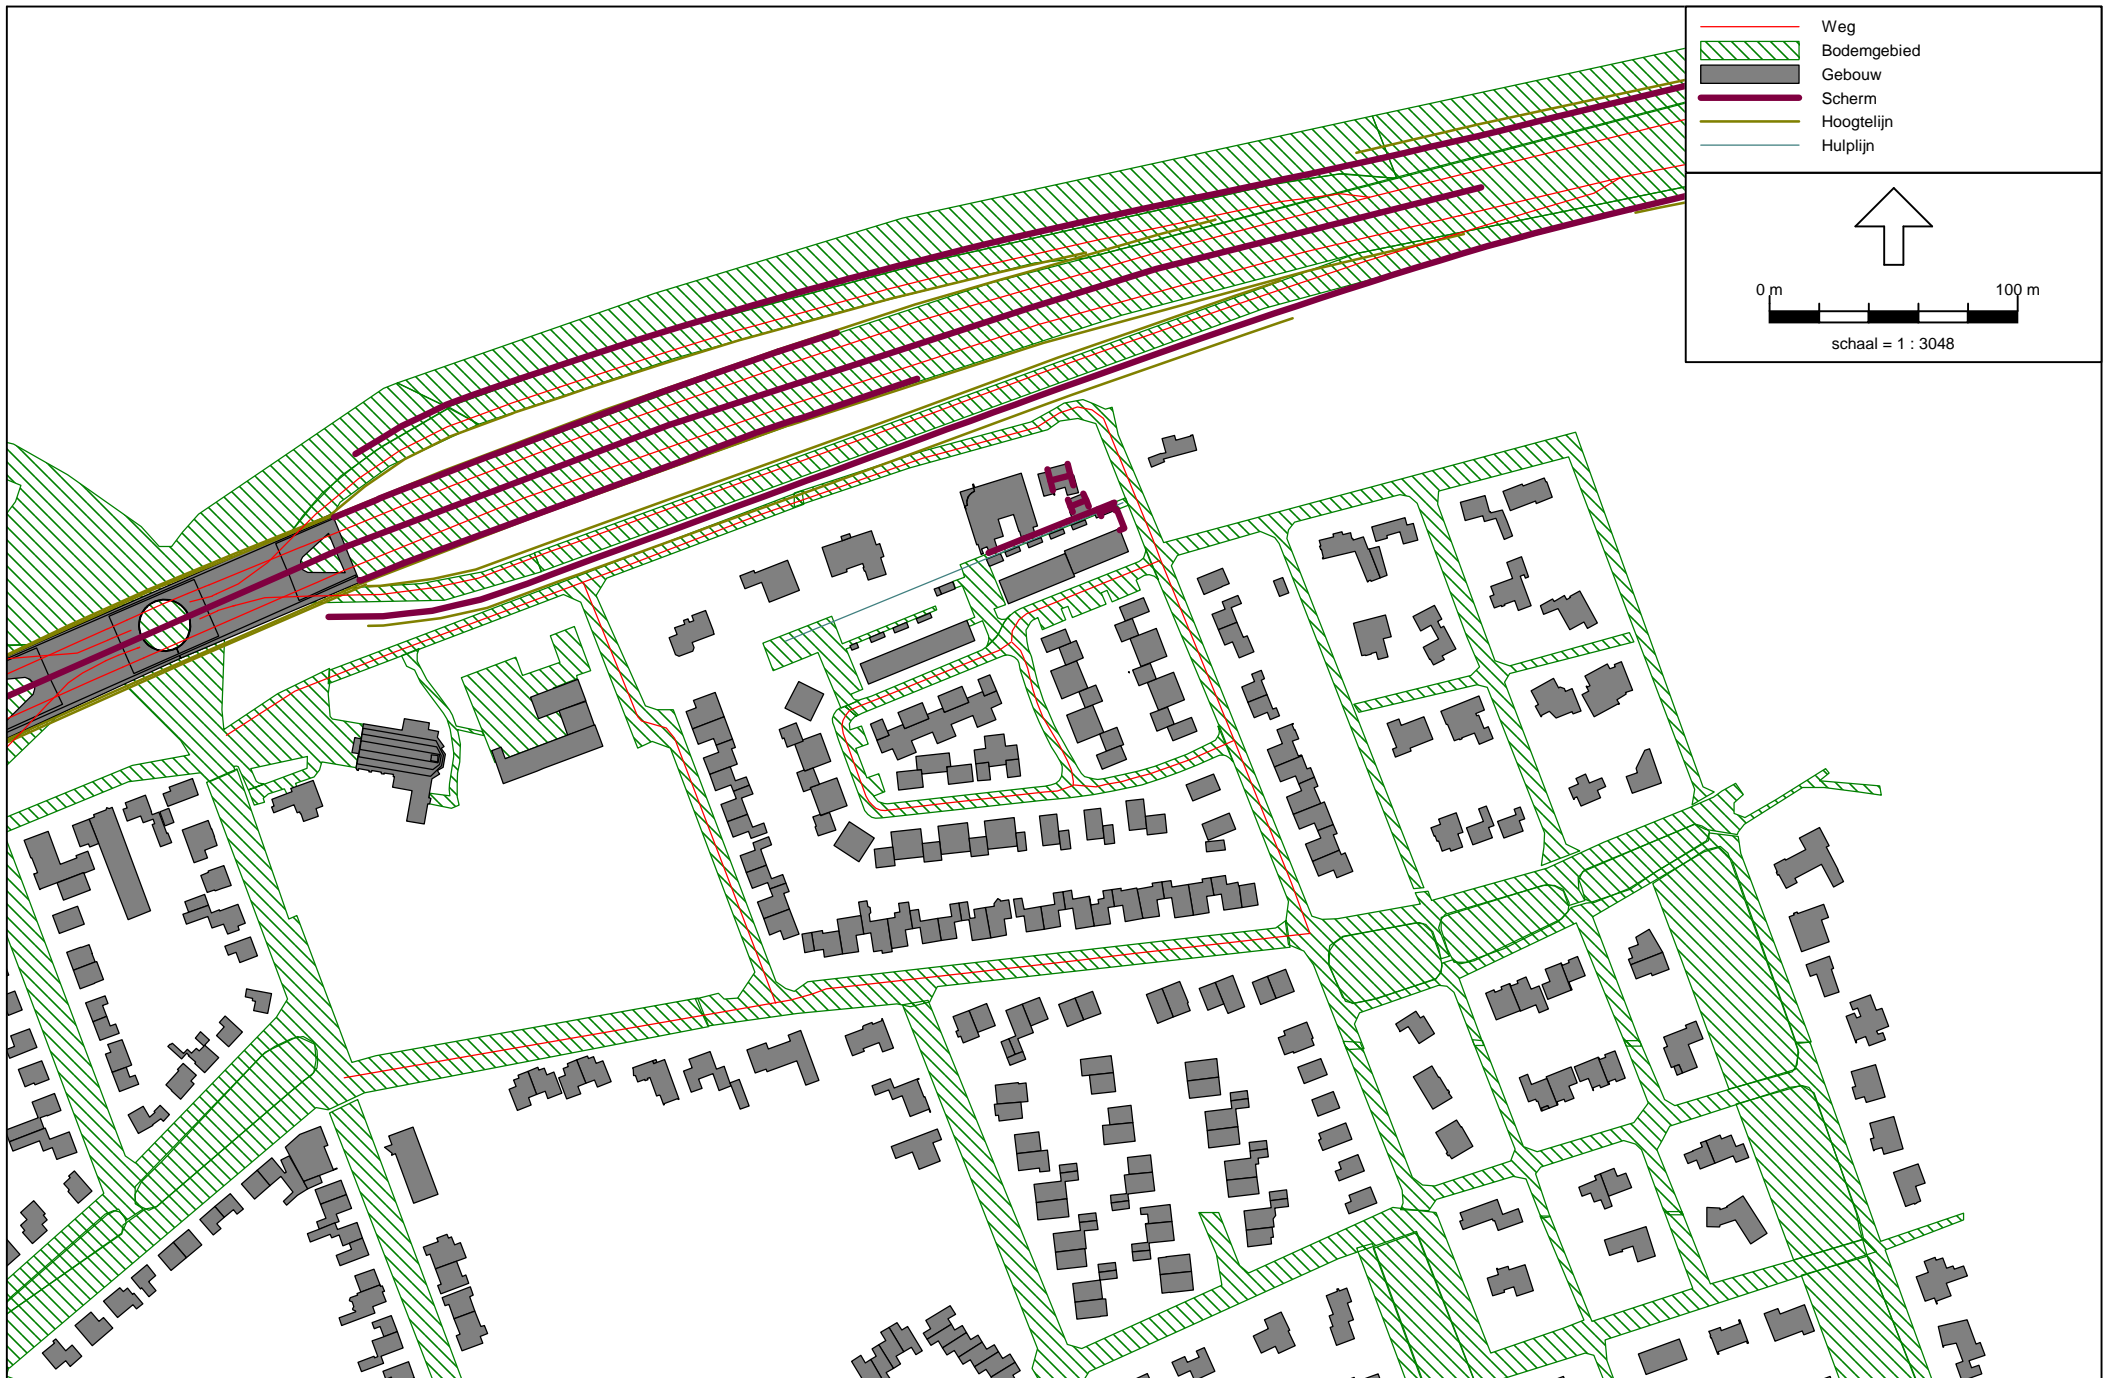 Weg
Bodemgebied
Gebouw
Scherm
Hoogtelijn
Hulplijn
0 m 100 m
schaal = 1 : 3048